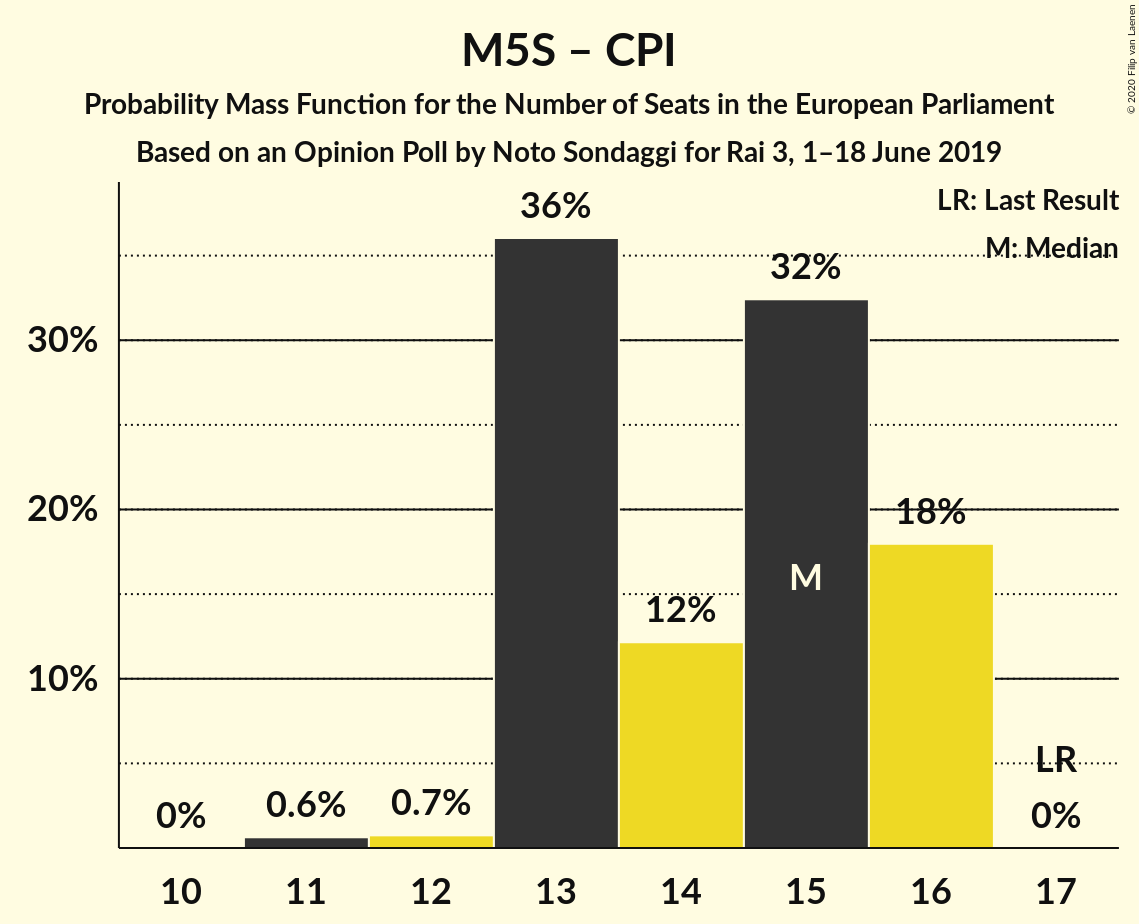 M5S – CPI
Probability Mass Function for the Number of Seats in the European Parliament
Based on an Opinion Poll by Noto Sondaggi for Rai 3, 1–18 June 2019
© 2020 Filip van Laenen
LR: Last Result
M: Median
36%
32%
30%
20%
18%
M
12%
10%
LR
0%
0.6%
0.7%
0%
10 11 12 13 14 15 16 17